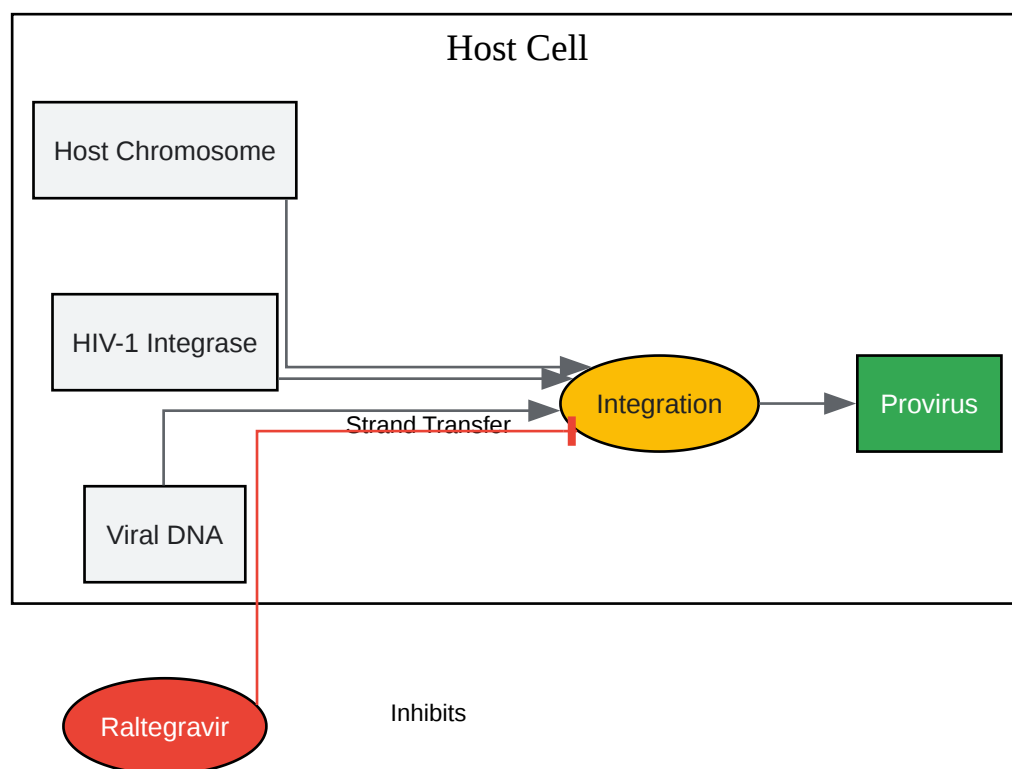 Host Cell
Host Chromosome
HIV-1 Integrase
Integration
Provirus
Strand Transfer
Viral DNA
Inhibits
Raltegravir